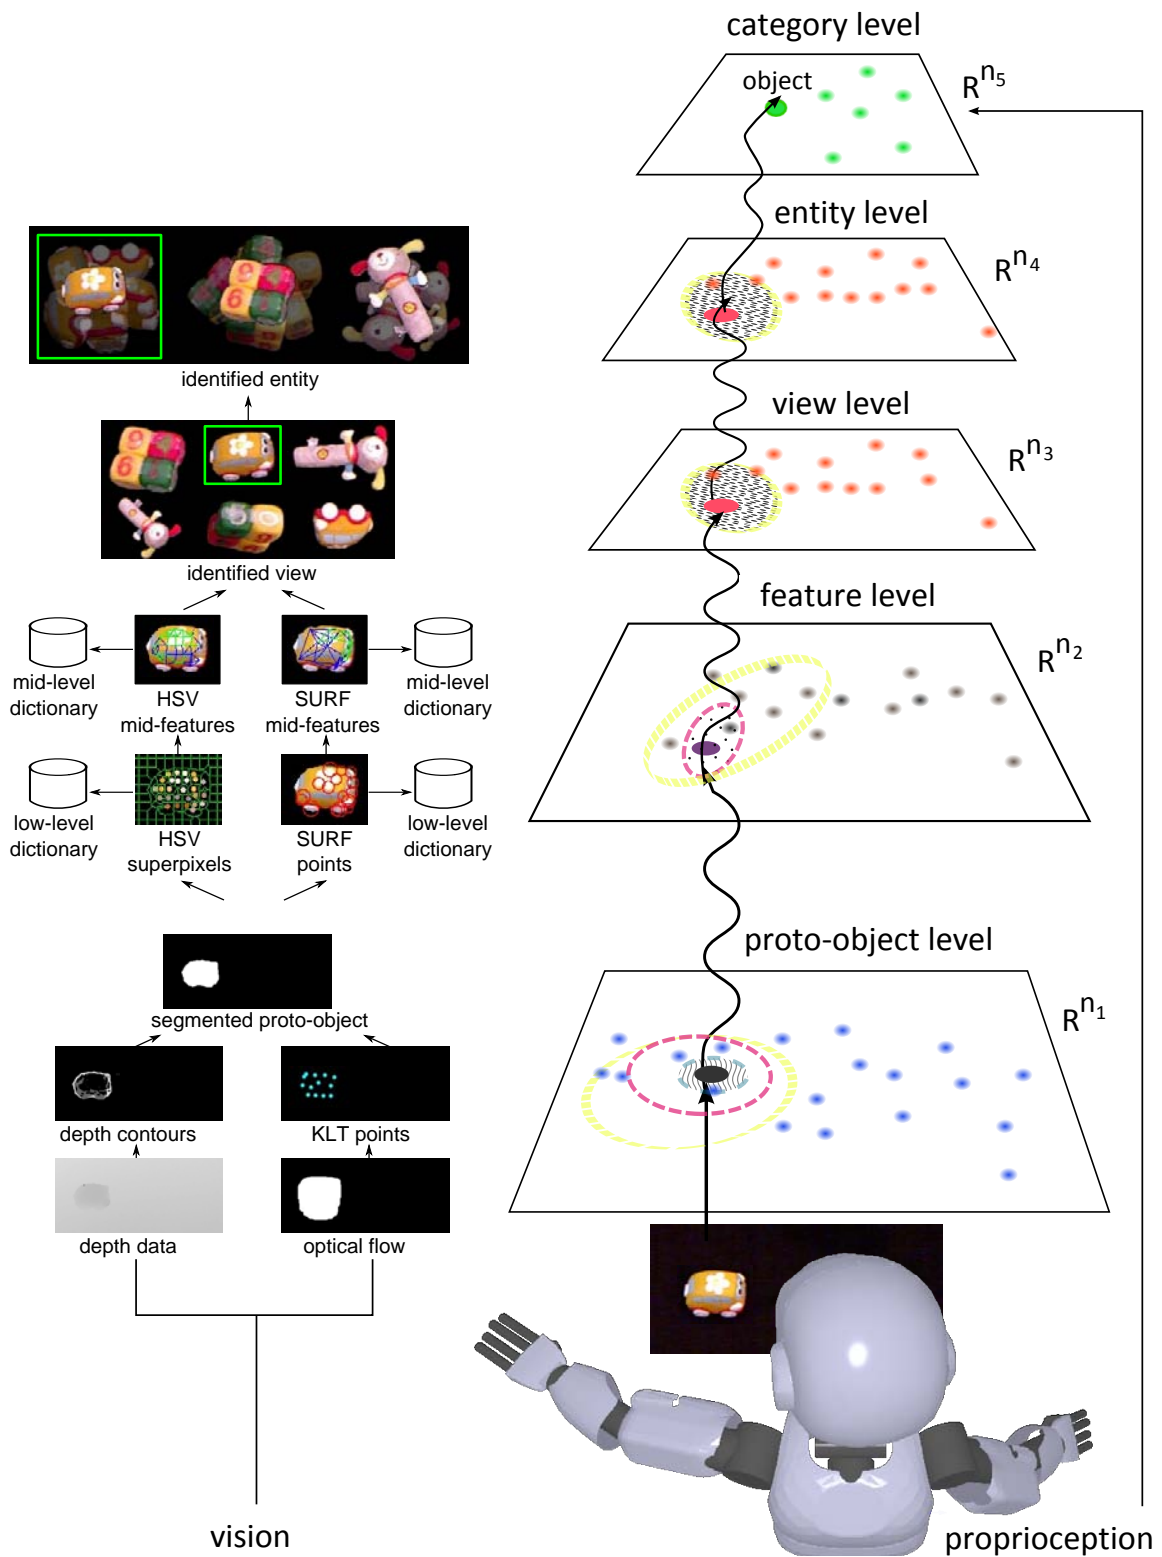 category level
object
R^n5
entity level
R^n4
identified entity
view level
R^n3
identified view
feature level
R^n2
mid-level
dictionary
HSV
mid-features
SURF
mid-features
mid-level
dictionary
low-level
dictionary
HSV
superpixels
SURF
points
low-level
dictionary
proto-object level
R^n1
segmented proto-object
depth contours
KLT points
depth data
optical flow
vision
proprioception